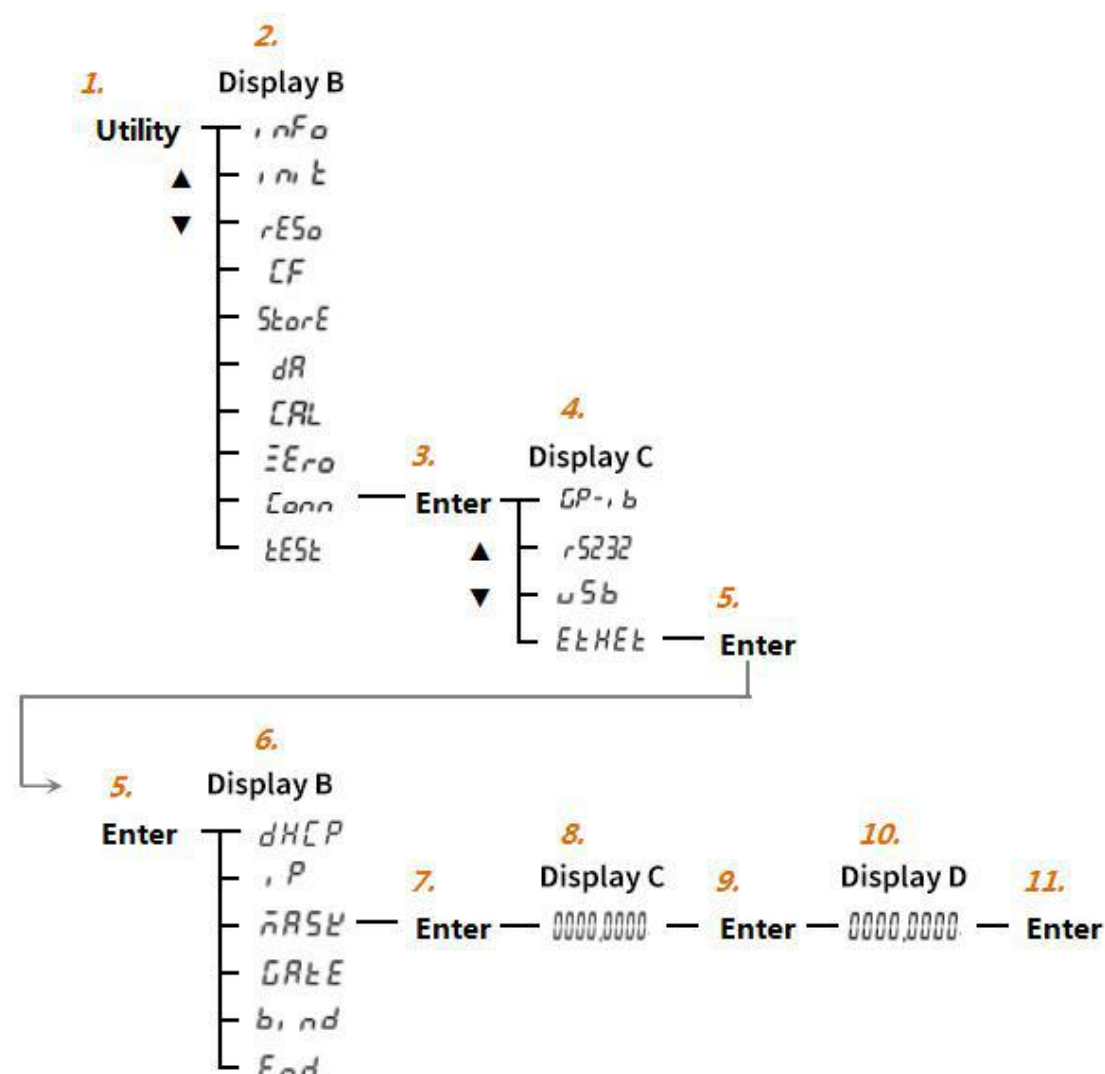 2.
1. Display B
Utility inFo
▲ init
▼ rESo
CF
StorE
dA
CAL 4.
ZEro 3. Display C
Conn Enter GP-ib
tESt ▲ rS232
▼ uSb 5.
EtHEt Enter
6.
5. Display B
Enter dHCP 8. 10.
iP 7. Display C 9. Display D 11.
MASK Enter 0000,0000 Enter 0000,0000 Enter
GAtE
bind
End